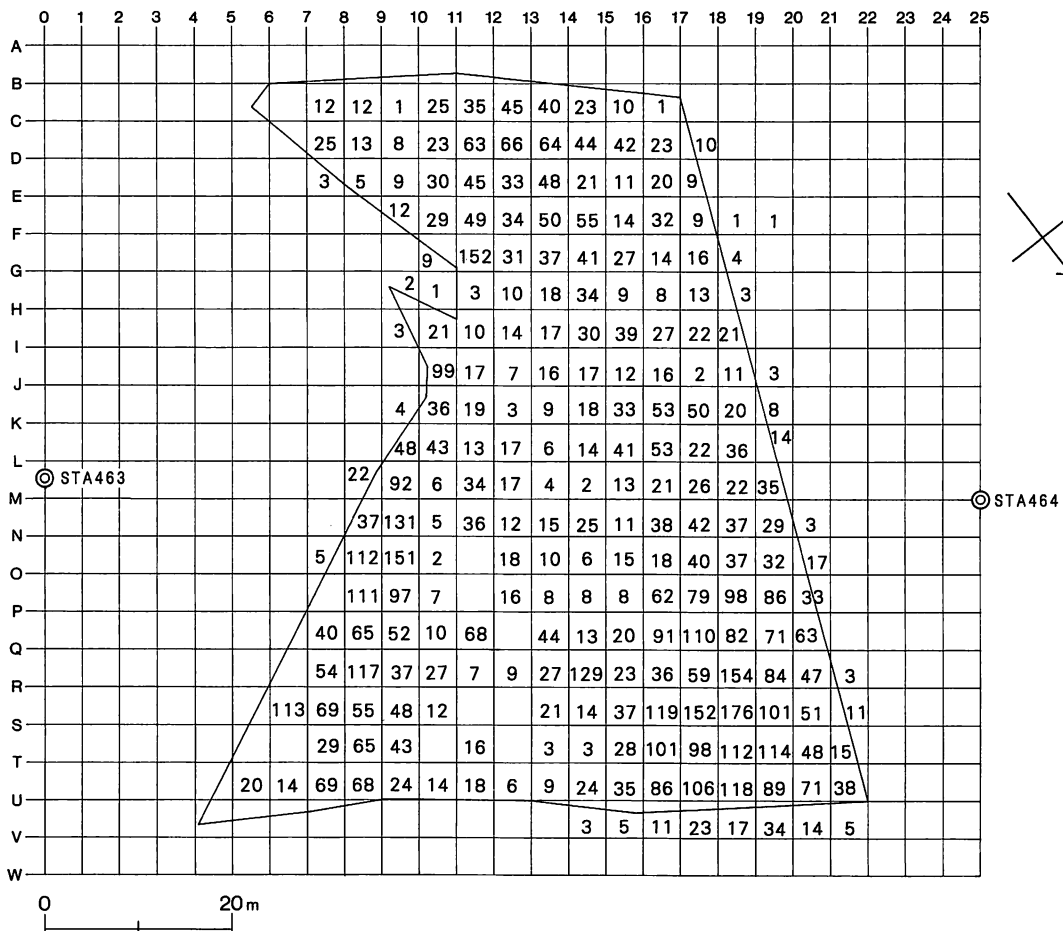 0 1 2 3 4 5 6 7 8 9 10 11 12 13 14 15 16 17 18 19 20 21 22 23 24 25
A
B
12 12 1 25 35 45 40 23 10 1
C
25 13 8 23 63 66 64 44 42 23 10
D
3 5 9 30 45 33 48 21 11 20 9
E
12 29 49 34 50 55 14 32 9 1 1
F
9 152 31 37 41 27 14 16 4
G
2 1 3 10 18 34 9 8 13 3
H
3 21 10 14 17 30 39 27 22 21
I
99 17 7 16 17 12 16 2 11 3
J
4 36 19 3 9 18 33 53 50 20 8
K
48 43 13 17 6 14 41 53 22 36 14
L
STA463
22 92 6 34 17 4 2 13 21 26 22 35
M
STA464
37 131 5 36 12 15 25 11 38 42 37 29 3
N
5 112 151 2 18 10 6 15 18 40 37 32 17
O
111 97 7 16 8 8 8 62 79 98 86 33
P
40 65 52 10 68 44 13 20 91 110 82 71 63
Q
54 117 37 27 7 9 27 129 23 36 59 154 84 47 3
R
113 69 55 48 12 21 14 37 119 152 176 101 51 11
S
29 65 43 16 3 3 28 101 98 112 114 48 15
T
20 14 69 68 24 14 18 6 9 24 35 86 106 118 89 71 38
U
3 5 11 23 17 34 14 5
V
W
0 20m